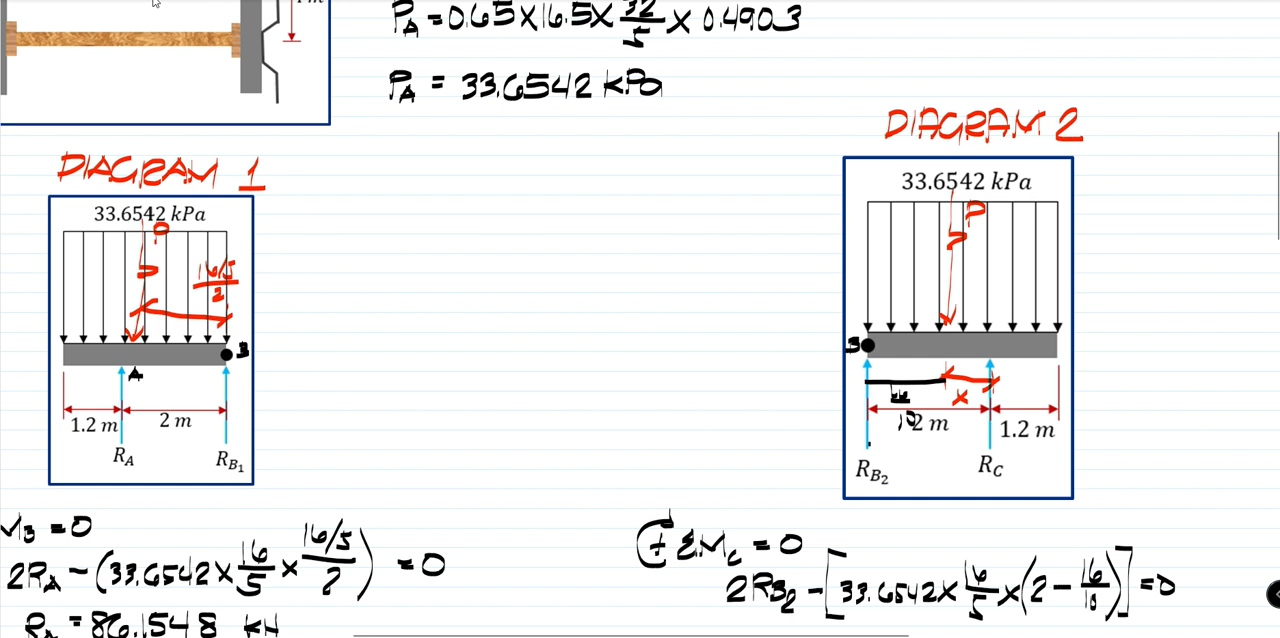 1 m
P_A = 0.65 × 16.5 × 32/5 × 0.4903
P_A = 33.6542 kPa
DIAGRAM 1
33.6542 kPa
P
16/5
2
B
A
1.2 m
2 m
R_A
R_B₁
DIAGRAM 2
33.6542 kPa
P
B
16
10
x
2 m
1.2 m
R_B₂
R_C
M_B = 0
2R_A - (33.6542 × 16/5 × (16/5)/2) = 0
R_A = 86.1548 kN
+ ΣM_C = 0
2R_B₂ - [33.6542 × 16/5 × (2 - 16/10)] = 0